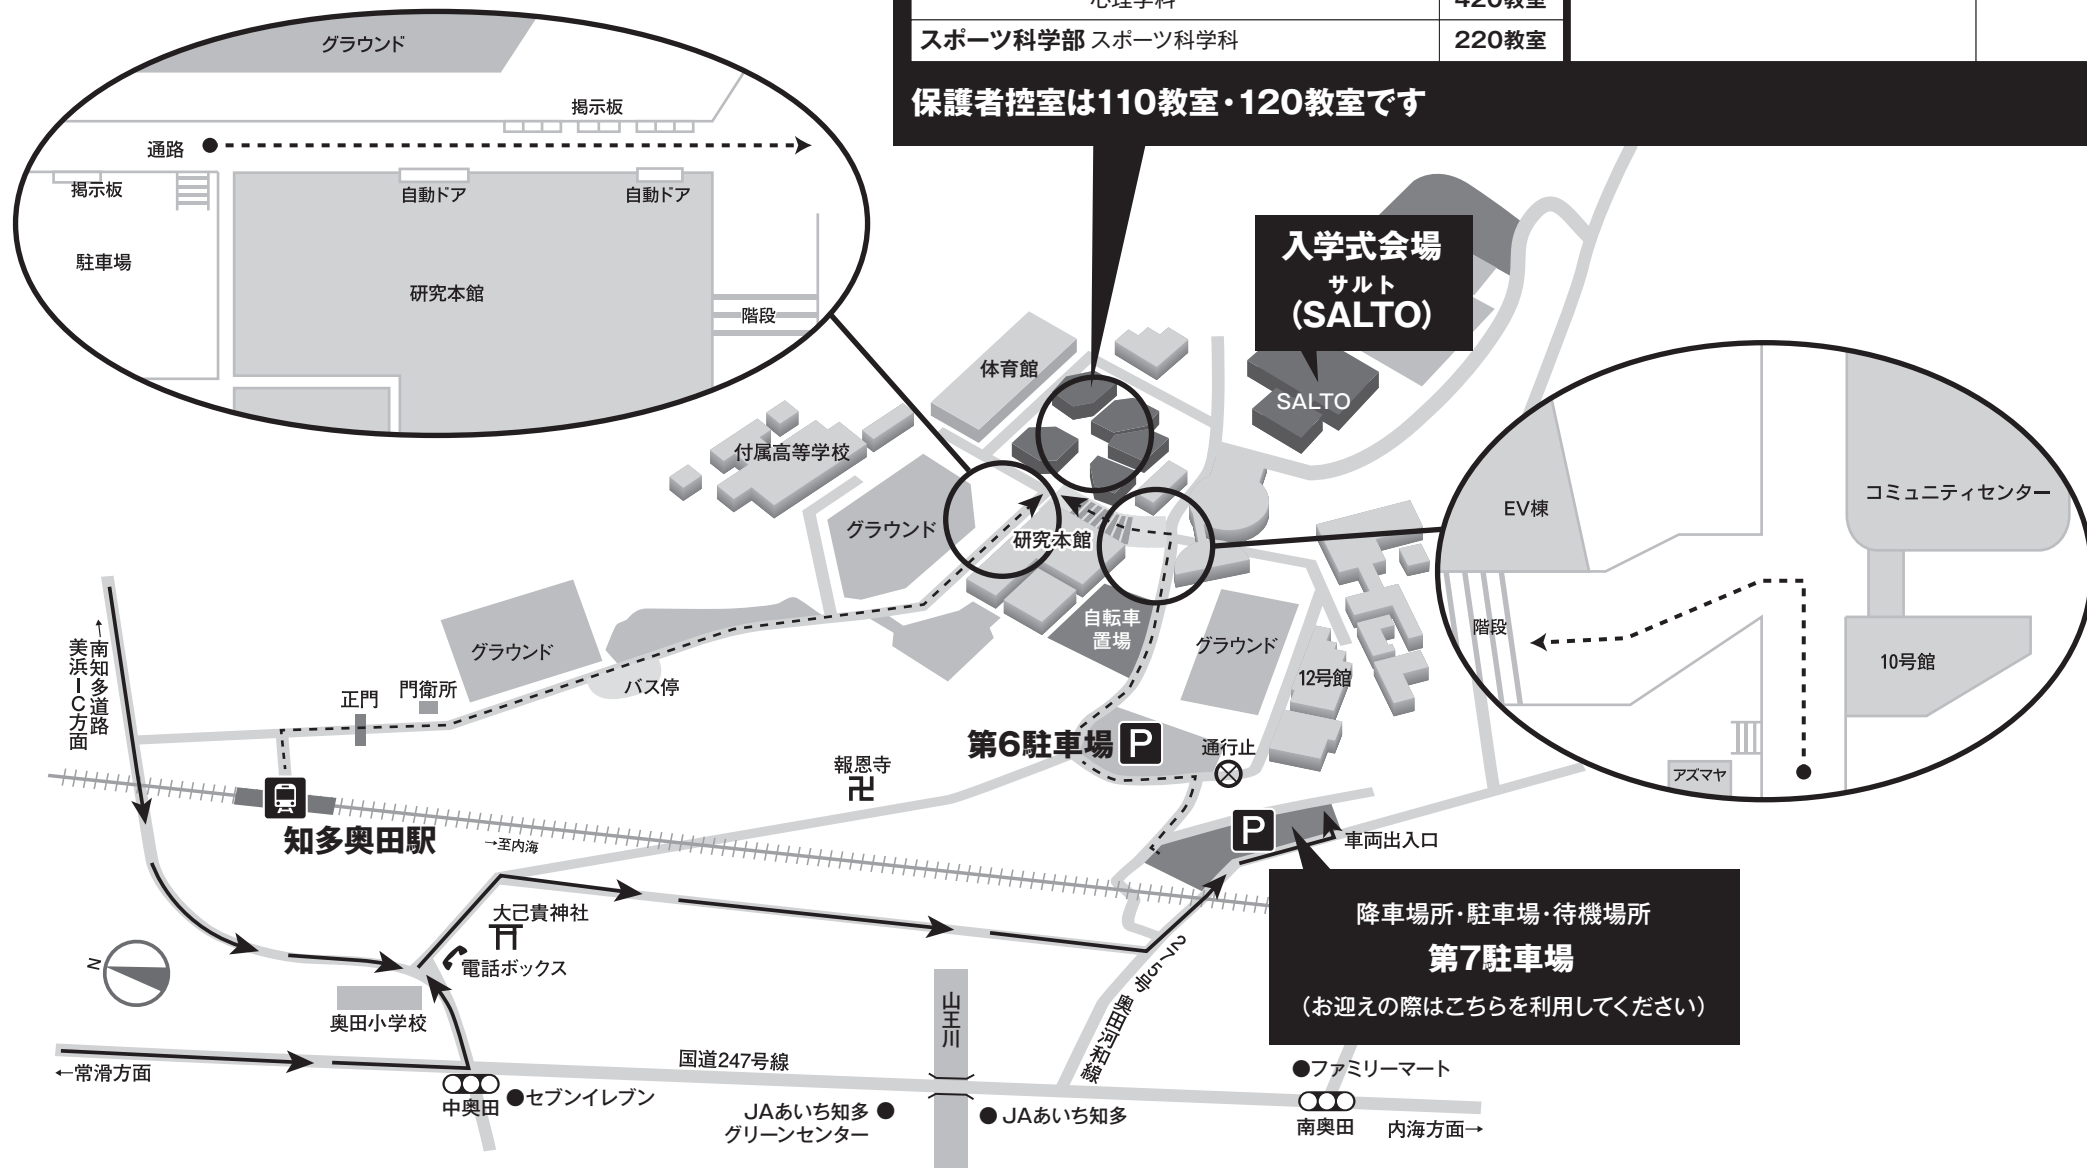 心理学科
420教室
スポーツ科学部 スポーツ科学科
220教室
保護者控室は110教室・120教室です
グラウンド
掲示板
通路
掲示板
自動ドア
自動ドア
駐車場
研究本館
階段
入学式会場
サルト
（SALTO）
SALTO
体育館
付属高等学校
グラウンド
研究本館
自転車
置場
グラウンド
12号館
EV棟
コミュニティセンター
階段
10号館
アズマヤ
←南知多道路
美浜IC方面
グラウンド
バス停
正門
門衛所
第6駐車場
P
通行止
報恩寺
卍
知多奥田駅
→至内海
P
車両出入口
降車場所・駐車場・待機場所
第7駐車場
（お迎えの際はこちらを利用してください）
大己貴神社
電話ボックス
N
奥田小学校
275号 奥田河和線
山王川
国道247号線
←常滑方面
中奥田
●セブンイレブン
JAあいち知多 ●
グリーンセンター
● JAあいち知多
●ファミリーマート
南奥田
内海方面→